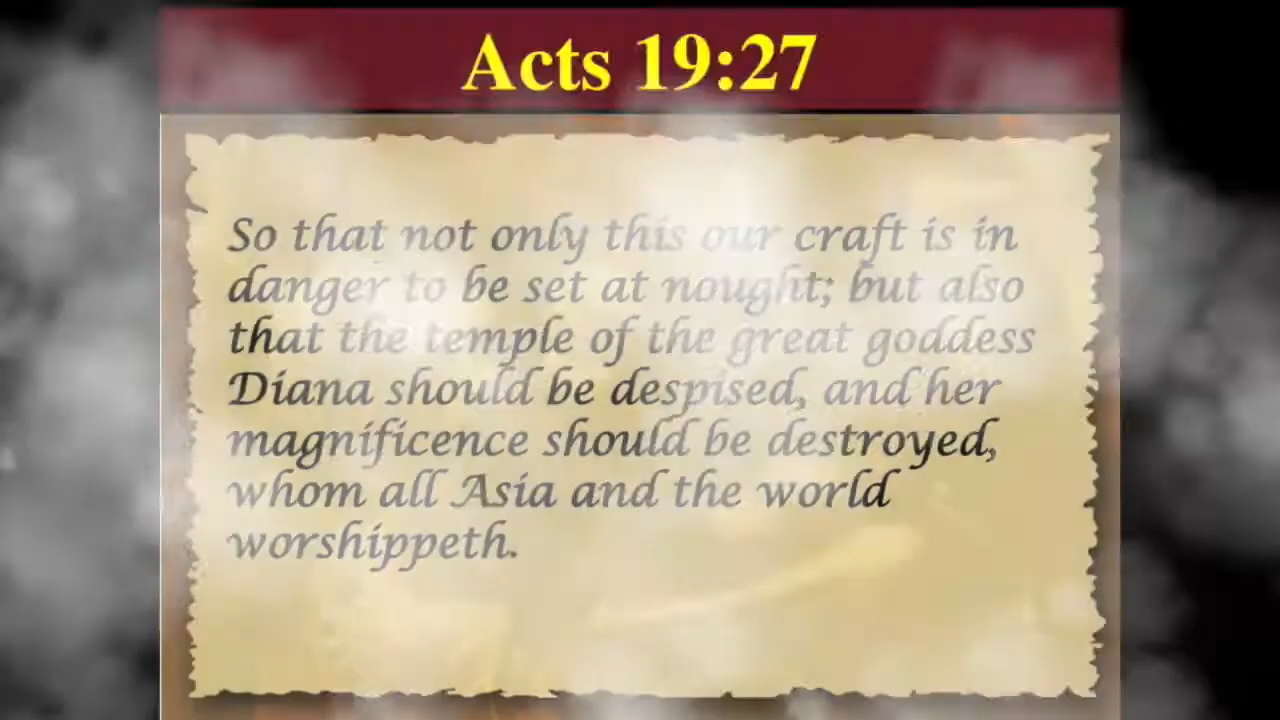 Acts 19:27
So that not only this our craft is in
danger to be set at nought; but also
that the temple of the great goddess
Diana should be despised, and her
magnificence should be destroyed,
whom all Asia and the world
worshippeth.